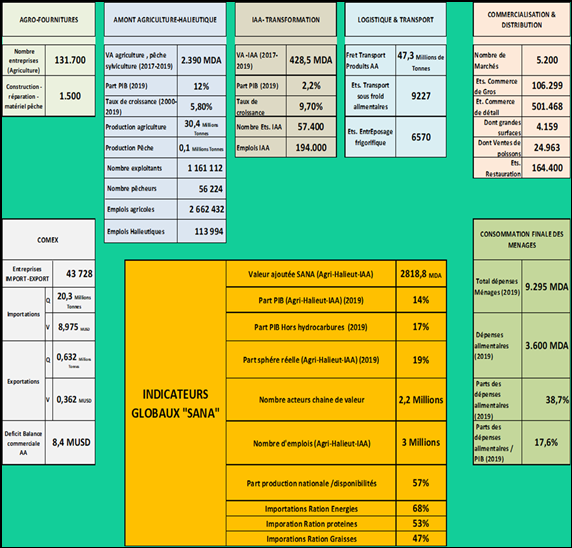 AGRO-FOURNITURES
Nombre entreprises (Agriculture) 131.700
Construction - réparation - matériel pêche 1.500
AMONT AGRICULTURE-HALIEUTIQUE
VA agriculture , pêche sylviculture (2017-2019) 2.390 MDA
Part PIB (2019) 12%
Taux de croissance (2000-2019) 5,80%
Production agriculture 30,4 Millions Tonnes
Production Pêche 0,1 Millions Tonnes
Nombre exploitants 1 161 112
Nombre pêcheurs 56 224
Emplois agricoles 2 662 432
Emplois Halieutiques 113 994
IAA- TRANSFORMATION
VA -IAA (2017-2019) 428,5 MDA
Part PIB (2019) 2,2%
Taux de croissance 9,70%
Nombre Ets. IAA 57.400
Emplois IAA 194.000
LOGISTIQUE & TRANSPORT
Fret Transport Produits AA 47,3 Millions de Tonnes
Ets. Transport sous froid alimentaires 9227
Ets. EntrEposage frigorifique 6570
COMMERCIALISATION & DISTRIBUTION
Nombre de Marchés 5.200
Ets. Commerce de Gros 106.299
Et. Commerce de détail 501.468
Dont grandes surfaces 4.159
Dont Ventes de poissons 24.963
Ets. Restauration 164.400
COMEX
Entreprises IMPORT-EXPORT 43 728
Importations Q 20,3 Millions Tonnes
V 8,975 MUSD
Exportations Q 0,632 Millions Tonnes
V 0,362 MUSD
Deficit Balance commerciale AA 8,4 MUSD
INDICATEURS GLOBAUX "SANA"
Valeur ajoutée SANA (Agri-Halieut-IAA) 2818,8 MDA
Part PIB (Agri-Halieut-IAA) (2019) 14%
Part PIB Hors hydrocarbures (2019) 17%
Part sphére réelle (Agri-Halieut-IAA) (2019) 19%
Nombre acteurs chaine de valeur 2,2 Millions
Nombre d'emplois (Agri-Halieut-IAA) 3 Millions
Part production nationale /disponibilités 57%
Importations Ration Energies 68%
Imporation Ration proteines 53%
Imporations Ration Graisses 47%
CONSOMMATION FINALE DES MENAGES
Total dépenses Ménages (2019) 9.295 MDA
Dépenses alimentaires (2019) 3.600 MDA
Parts des dépenses alimentaires (2019) 38,7%
Parts des dépenses alimentaires / PIB (2019) 17,6%